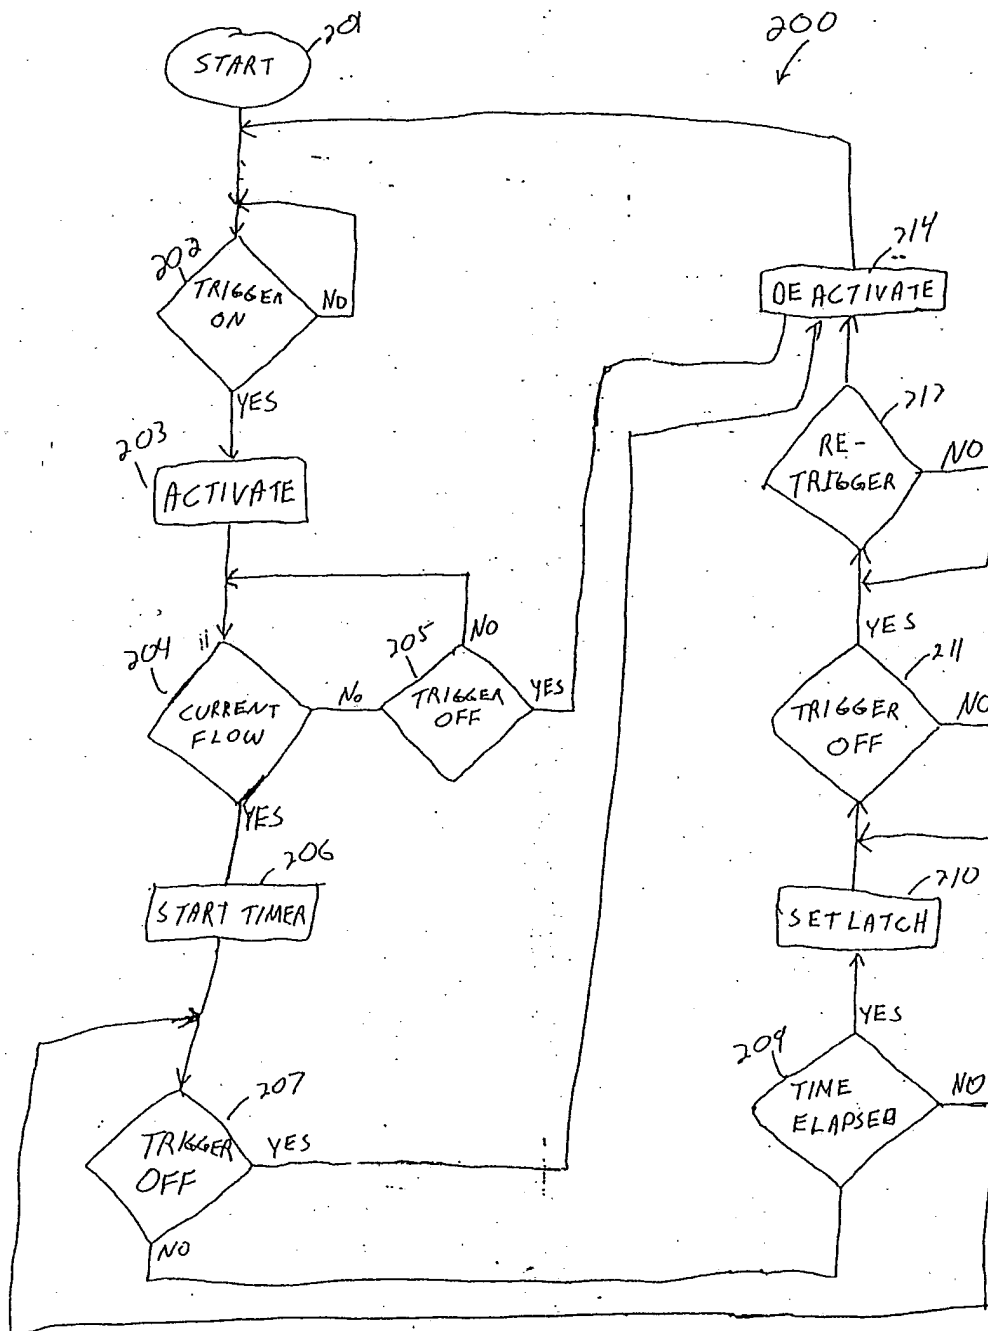 201
START
200
202
TRIGGER
ON
NO
YES
203
ACTIVATE
204
CURRENT
FLOW
No
YES
205
TRIGGER
OFF
NO
YES
206
START TIMER
207
TRIGGER
OFF
YES
NO
209
TIME
ELAPSED
NO
YES
210
SET LATCH
211
TRIGGER
OFF
NO
YES
212
RE-
TRIGGER
NO
214
DEACTIVATE